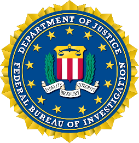 DEPARTMENT OF JUSTICE
FEDERAL BUREAU OF INVESTIGATION